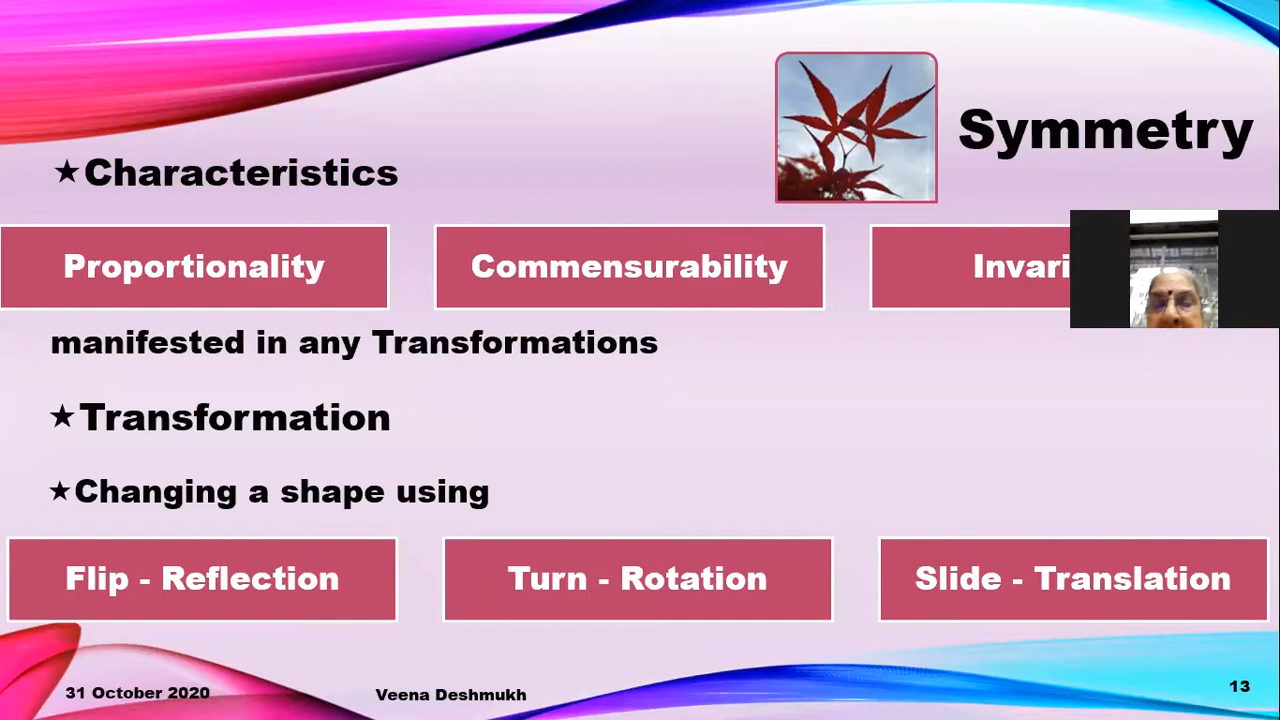 Symmetry
★Characteristics
Proportionality
Commensurability
manifested in any Transformations
★Transformation
★Changing a shape using
Flip - Reflection
Turn - Rotation
Slide - Translation
31 October 2020
Veena Deshmukh
13